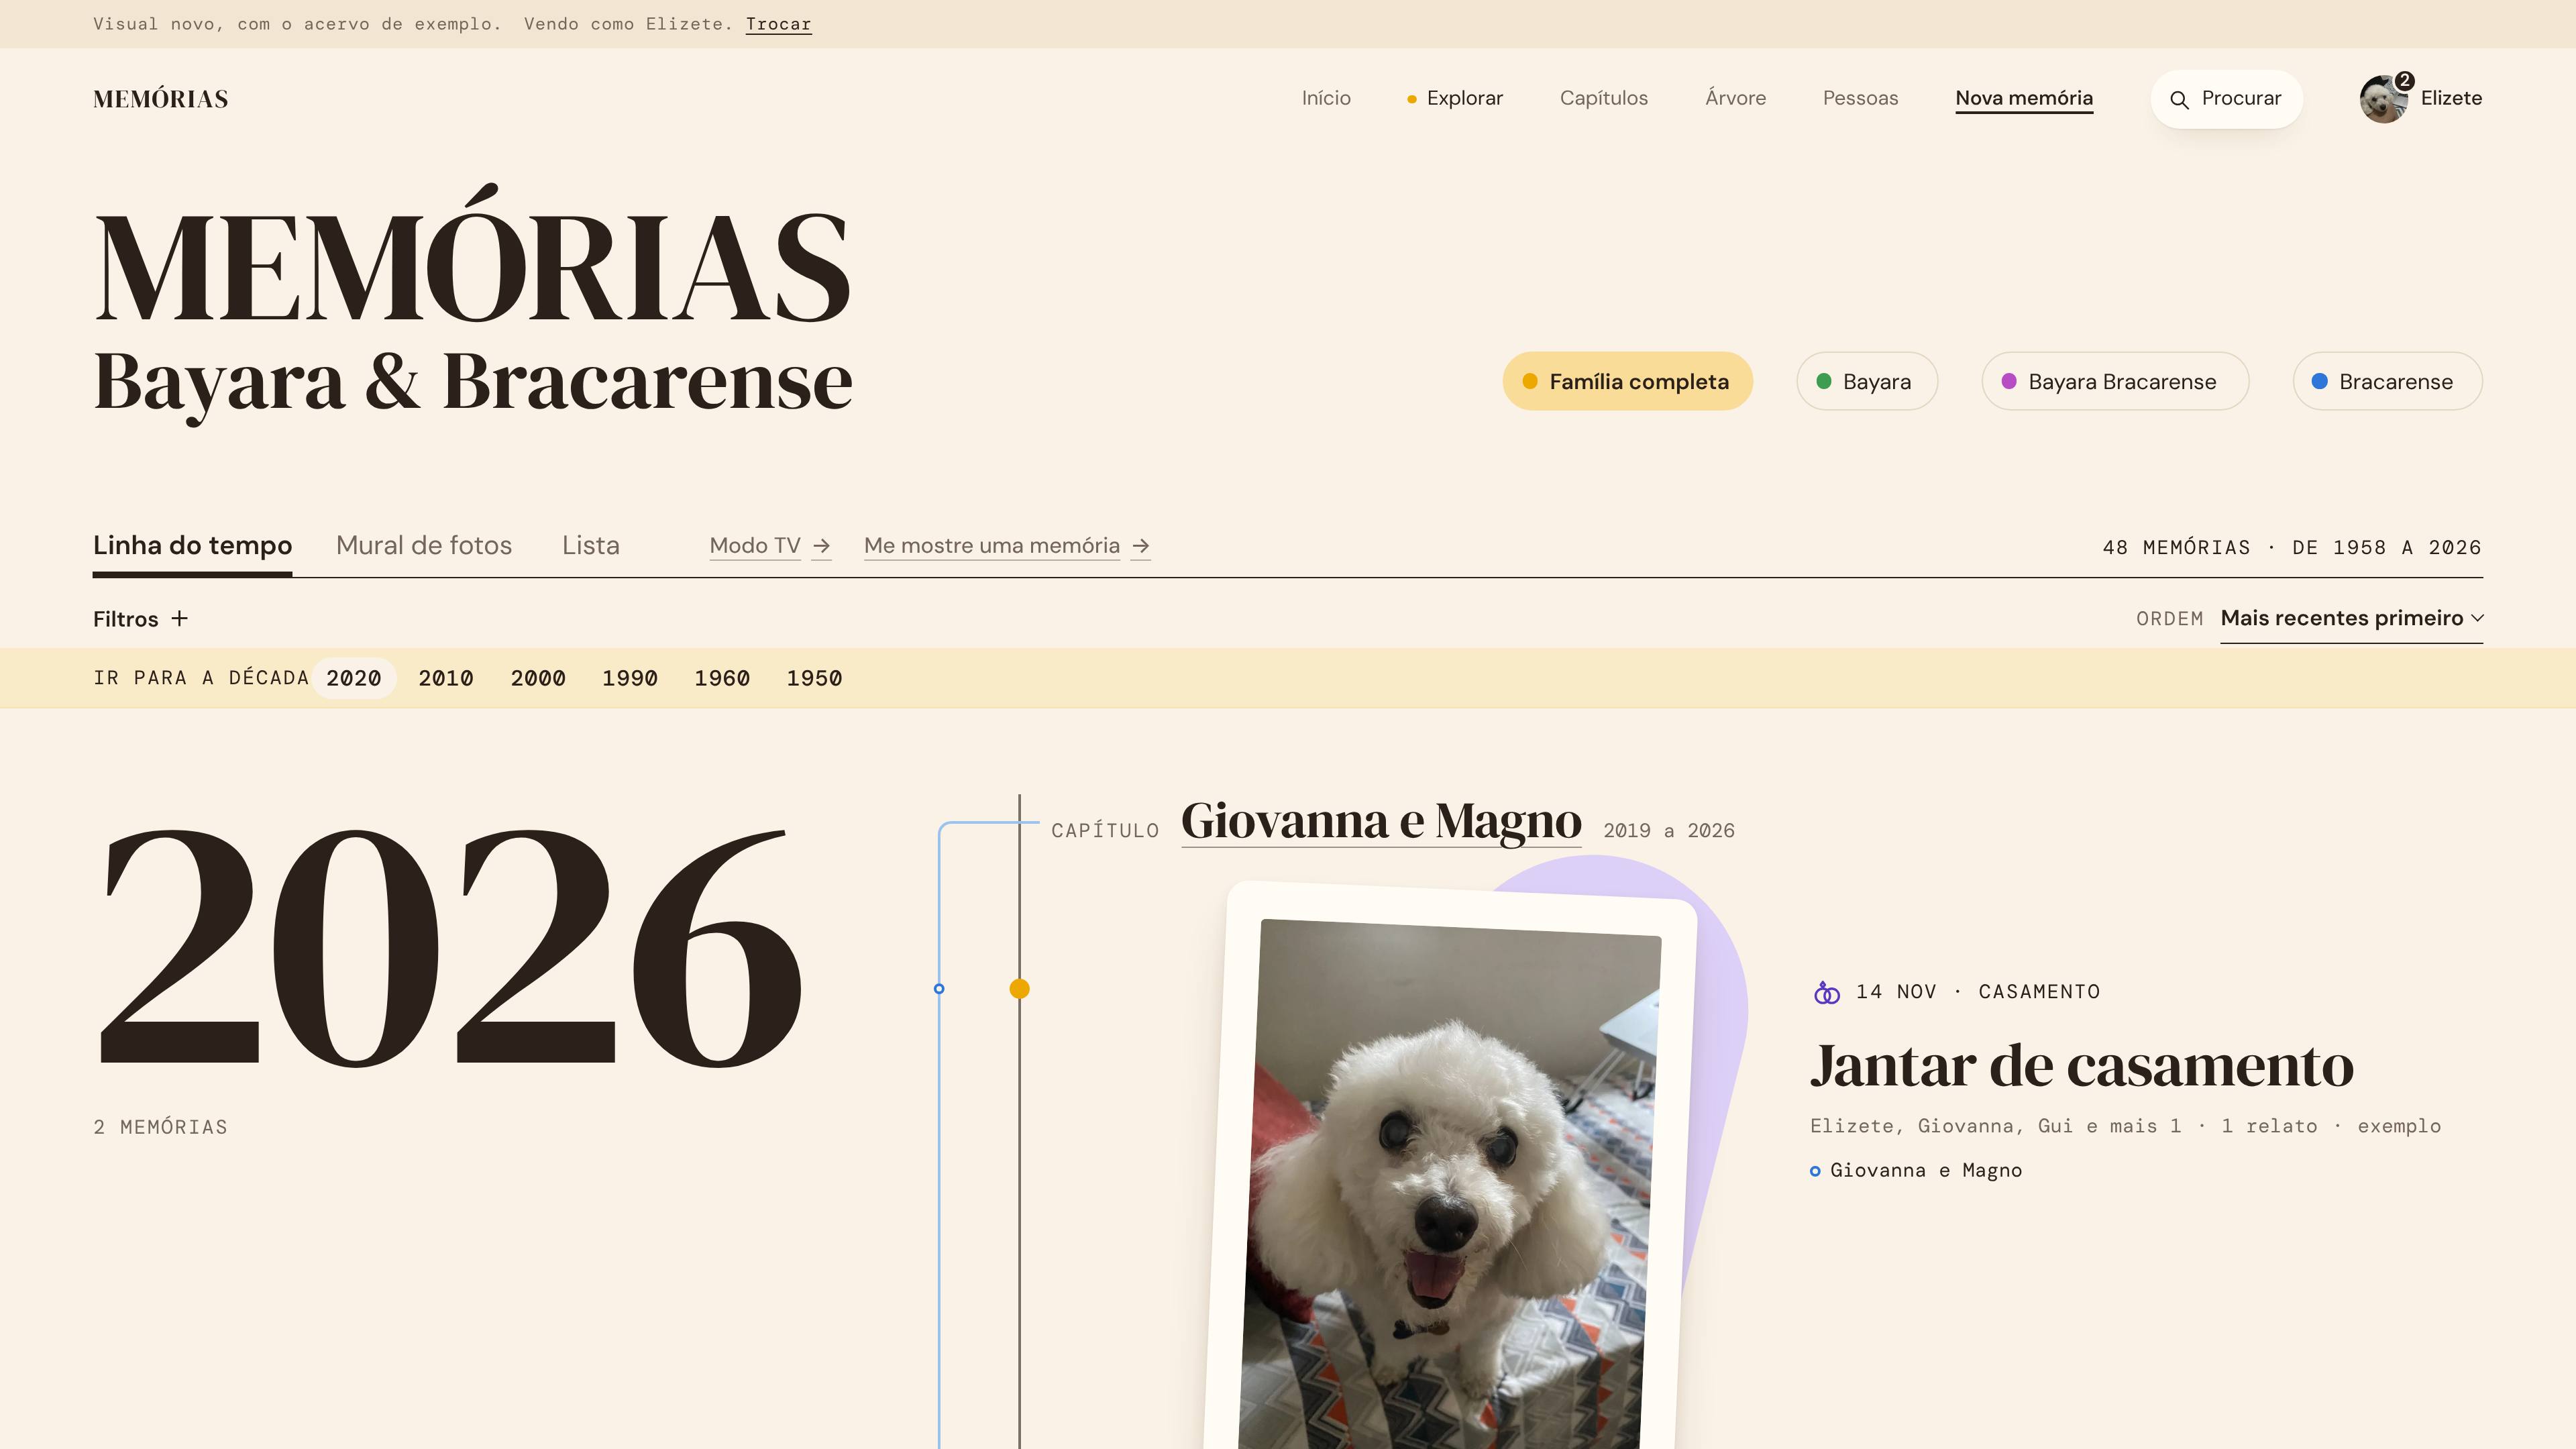 Visual novo, com o acervo de exemplo. Vendo como Elizete. Trocar
MEMÓRIAS
Início Explorar Capítulos Árvore Pessoas Nova memória Procurar 2 Elizete
MEMÓRIAS
Bayara & Bracarense
Família completa Bayara Bayara Bracarense Bracarense
Linha do tempo Mural de fotos Lista Modo TV → Me mostre uma memória → 48 MEMÓRIAS · DE 1958 A 2026
Filtros + ORDEM Mais recentes primeiro
IR PARA A DÉCADA 2020 2010 2000 1990 1960 1950
2026
2 MEMÓRIAS
CAPÍTULO Giovanna e Magno 2019 a 2026
14 NOV · CASAMENTO
Jantar de casamento
Elizete, Giovanna, Gui e mais 1 · 1 relato · exemplo
Giovanna e Magno